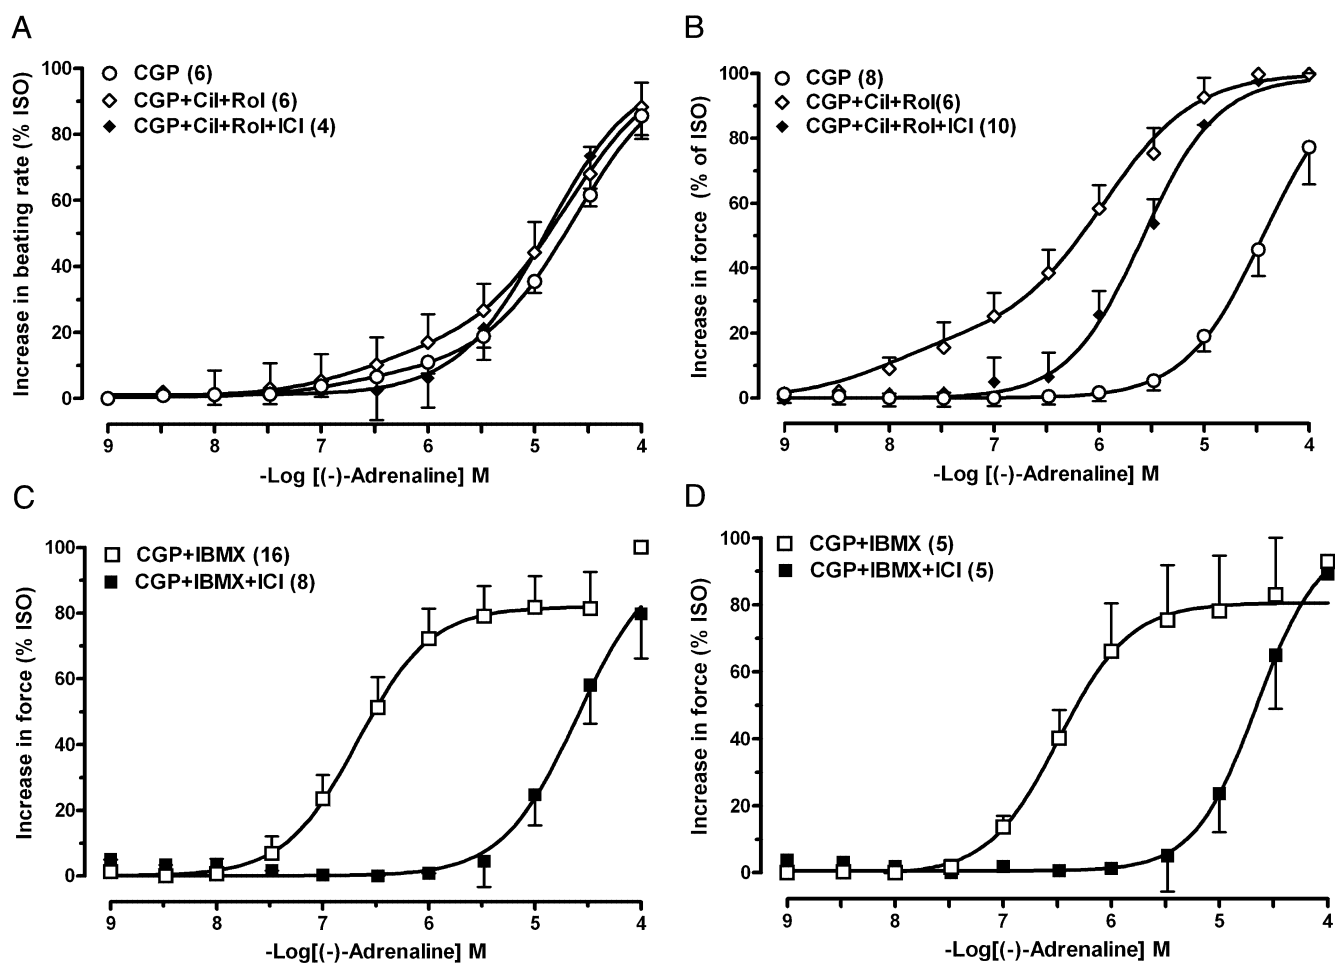 A
CGP (6)
CGP+Cil+Rol (6)
CGP+Cil+Rol+ICI (4)
Increase in beating rate (% ISO)
100
80
60
40
20
0
9 8 7 6 5 4
-Log [(-)-Adrenaline] M
B
CGP (8)
CGP+Cil+Rol(6)
CGP+Cil+Rol+ICI (10)
Increase in force (% of ISO)
100
80
60
40
20
0
9 8 7 6 5 4
-Log [(-)-Adrenaline] M
C
CGP+IBMX (16)
CGP+IBMX+ICI (8)
Increase in force (% ISO)
100
80
60
40
20
0
9 8 7 6 5 4
-Log[(-)-Adrenaline] M
D
CGP+IBMX (5)
CGP+IBMX+ICI (5)
Increase in force (% ISO)
100
80
60
40
20
0
9 8 7 6 5 4
-Log[(-)-Adrenaline] M